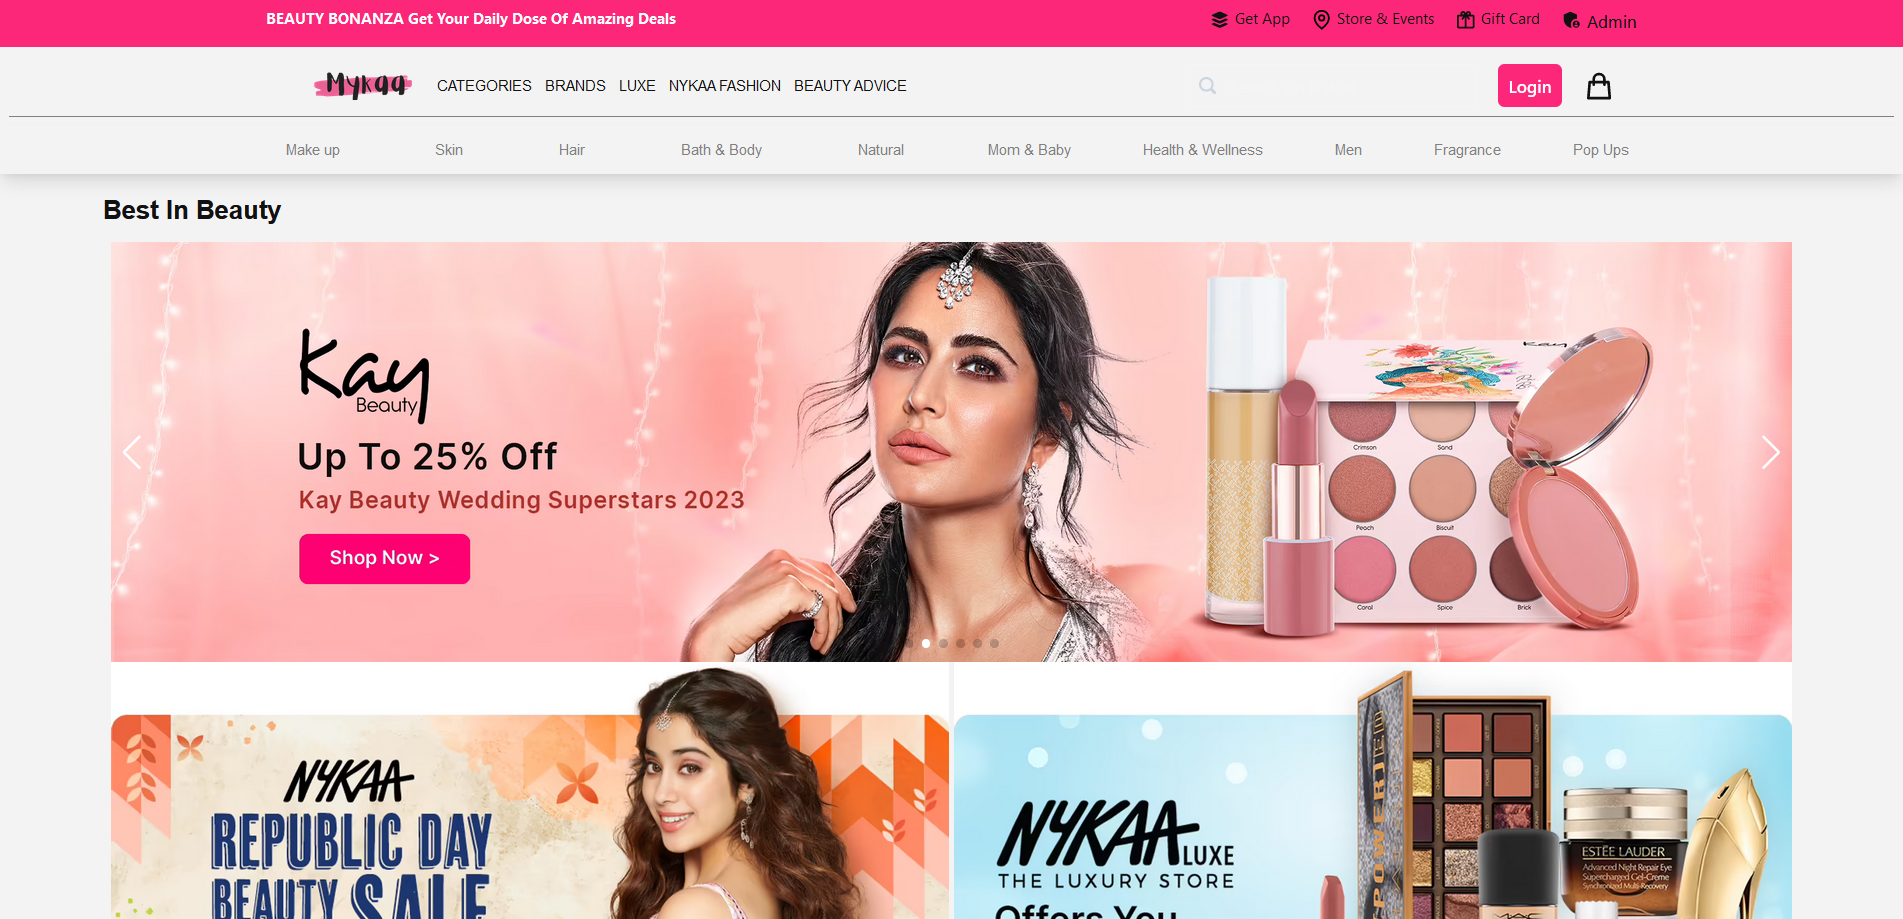 BEAUTY BONANZA Get Your Daily Dose Of Amazing Deals
Get App
Store & Events
Gift Card
Admin
Mykaa
CATEGORIES BRANDS LUXE NYKAA FASHION BEAUTY ADVICE
Login
Make up
Skin
Hair
Bath & Body
Natural
Mom & Baby
Health & Wellness
Men
Fragrance
Pop Ups
Best In Beauty
Kay
Beauty
Up To 25% Off
Kay Beauty Wedding Superstars 2023
Shop Now >
Kay
Crimson
Sand
Peach
Biscuit
Coral
Spice
Brick
NYKAA
REPUBLIC DAY
BEAUTY SALE
NYKAA LUXE
THE LUXURY STORE
Offers You
POWER
ESTĒE LAUDER
Advanced Night Repair Eye
Supercharged Gel-Creme
Synchronized Multi-Recovery
MAC